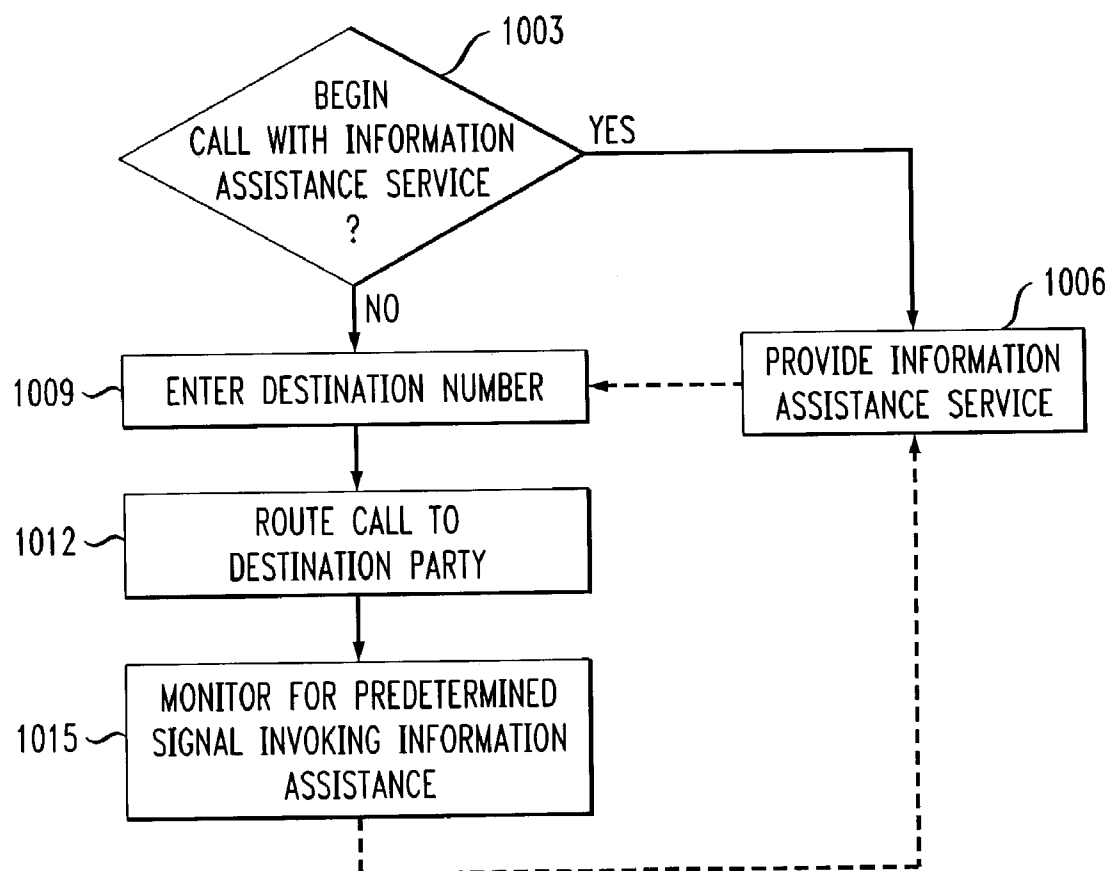 1003
BEGIN
CALL WITH INFORMATION
ASSISTANCE SERVICE
?
YES
NO
1006
PROVIDE INFORMATION
ASSISTANCE SERVICE
1009
ENTER DESTINATION NUMBER
1012
ROUTE CALL TO
DESTINATION PARTY
1015
MONITOR FOR PREDETERMINED
SIGNAL INVOKING INFORMATION
ASSISTANCE